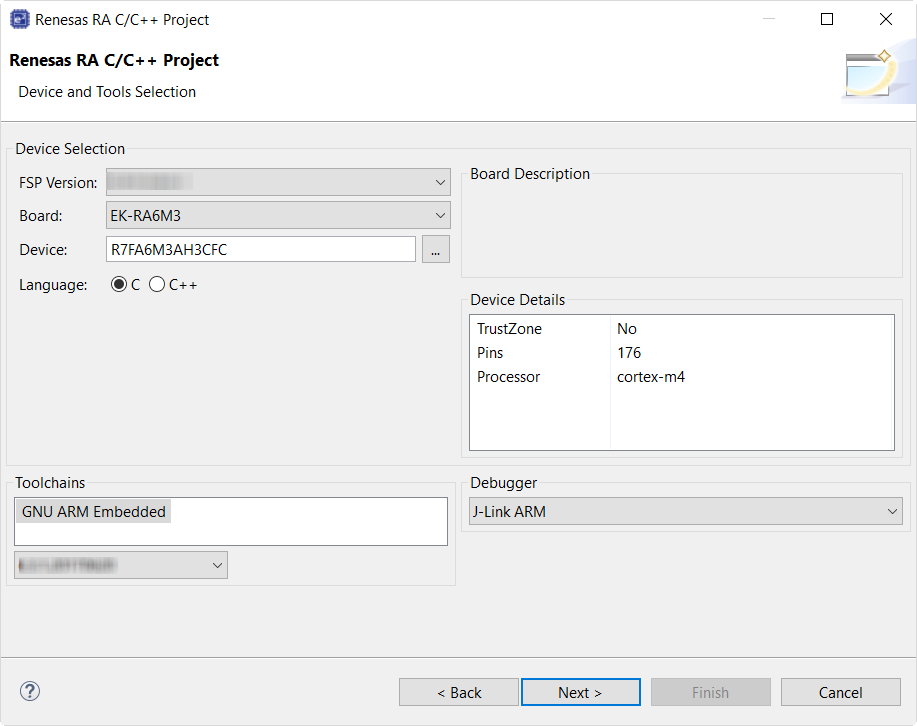 Renesas RA C/C++ Project
Renesas RA C/C++ Project
Device and Tools Selection
Device Selection
FSP Version:
Board:
EK-RA6M3
Device:
R7FA6M3AH3CFC
...
Language:
C
C++
Board Description
Device Details
TrustZone
No
Pins
176
Processor
cortex-m4
Toolchains
GNU ARM Embedded
Debugger
J-Link ARM
?
< Back
Next >
Finish
Cancel